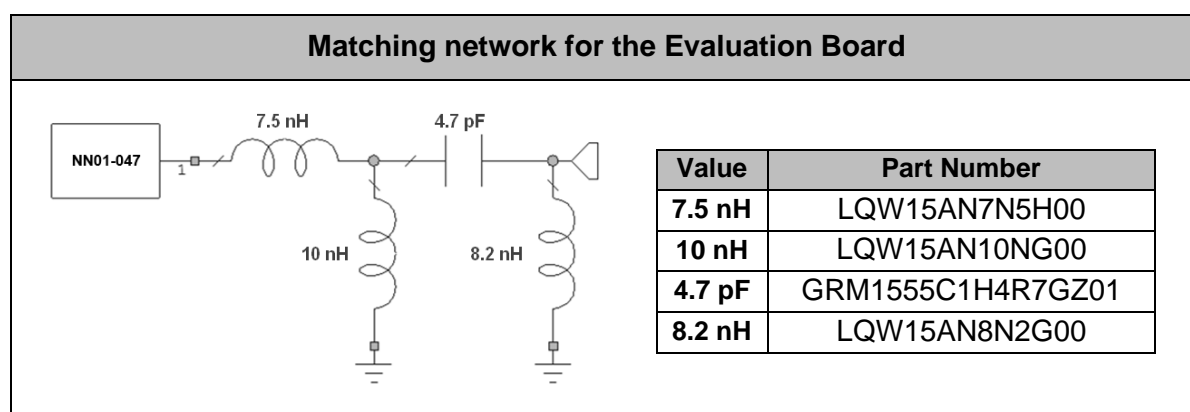 Matching network for the Evaluation Board
7.5 nH
4.7 pF
NN01-047
1
10 nH
8.2 nH
Value Part Number
7.5 nH LQW15AN7N5H00
10 nH LQW15AN10NG00
4.7 pF GRM1555C1H4R7GZ01
8.2 nH LQW15AN8N2G00